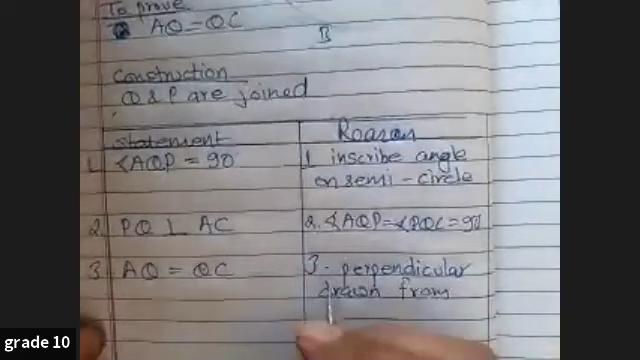 To prove
AQ = QC
B
Construction
Q & P are joined
statement Reason
1. ∠AQP = 90 1 inscribe angle
on semi-circle
2. PQ ⊥ AC 2. ∠AQP = ∠PQC = 90
3 AQ = QC 3. perpendicular
drawn from
grade 10